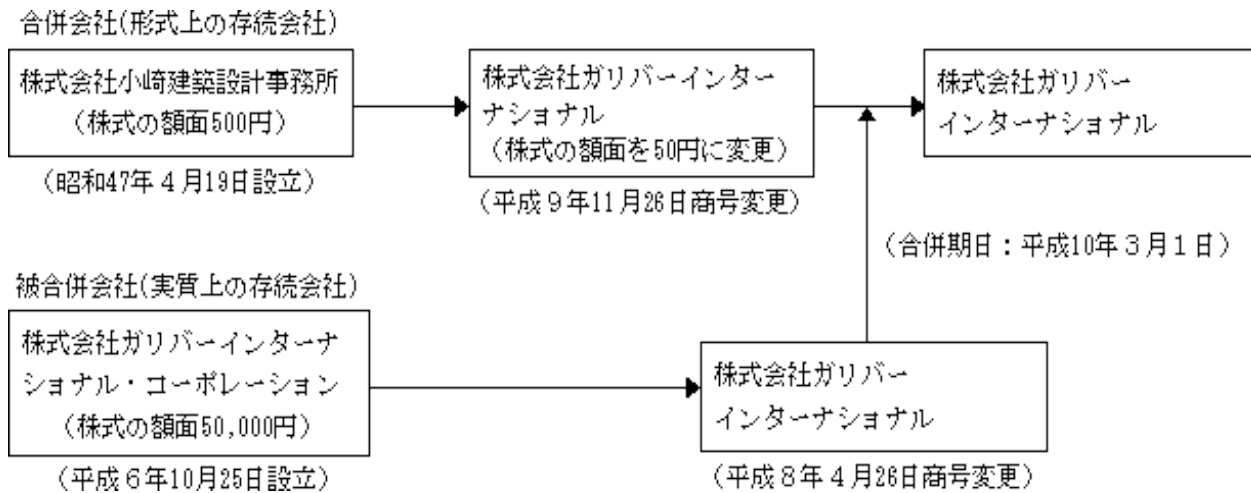 合併会社(形式上の存続会社)
株式会社小崎建築設計事務所
（株式の額面500円）
（昭和47年４月19日設立）
株式会社ガリバーインター
ナショナル
（株式の額面を50円に変更）
（平成９年11月26日商号変更）
株式会社ガリバー
インターナショナル
（合併期日：平成10年３月１日）
被合併会社(実質上の存続会社)
株式会社ガリバーインターナ
ショナル・コーポレーション
（株式の額面50,000円）
（平成６年10月25日設立）
株式会社ガリバー
インターナショナル
（平成８年４月26日商号変更）